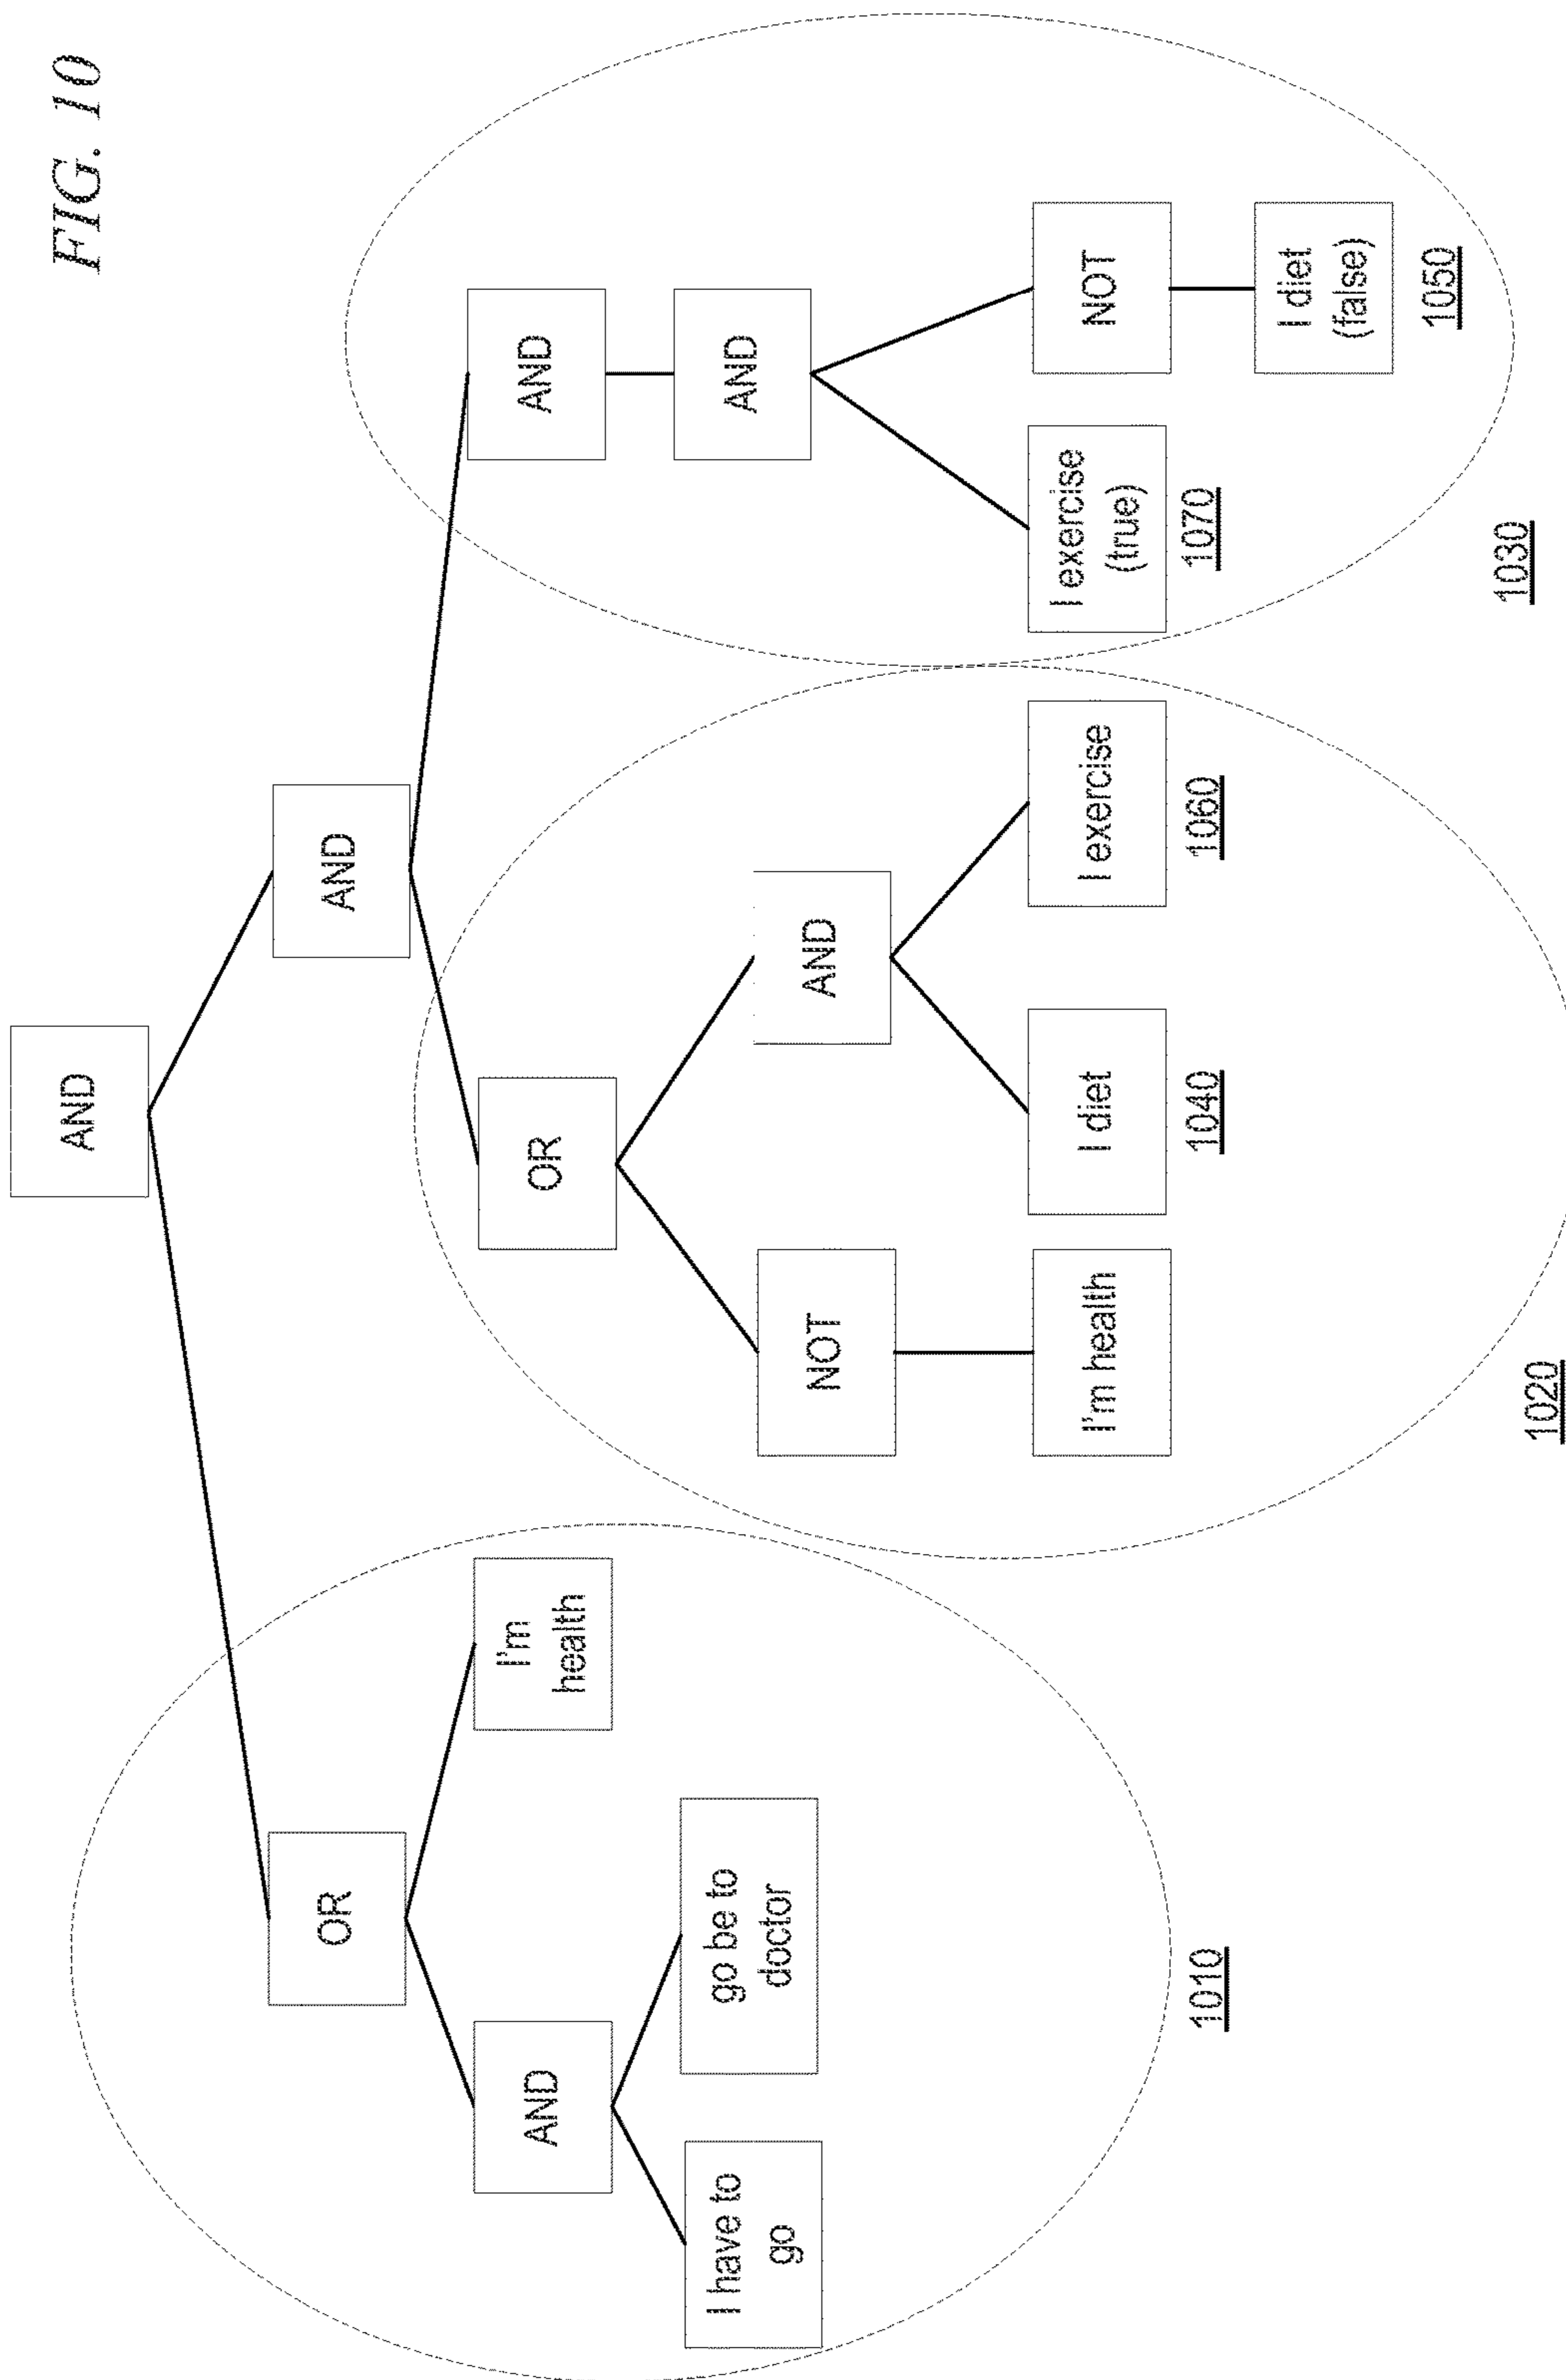 FIG. 10
AND
OR
AND
AND
I'm
health
OR
AND
I have to
go
go be to
doctor
NOT
AND
AND
I'm health
I diet
I exercise
I exercise
(true)
NOT
1040
1060
1070
I diet
(false)
1050
1010
1020
1030